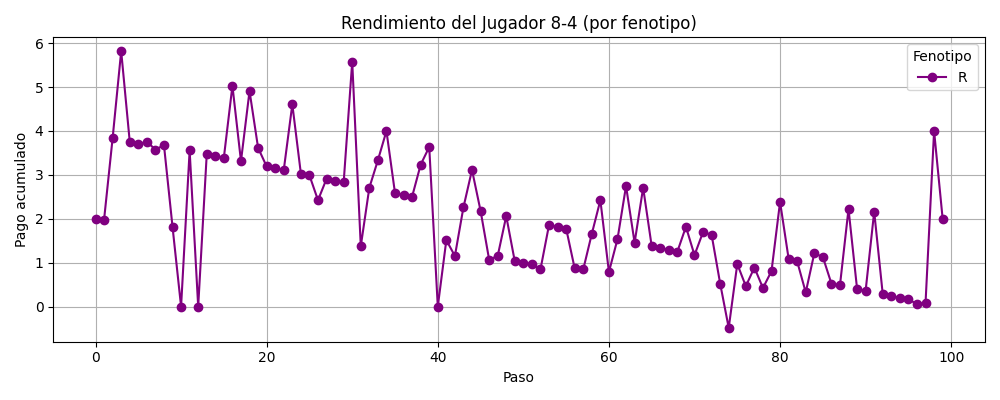 Rendimiento del Jugador 8-4 (por fenotipo)
Pago acumulado
6
5
4
3
2
1
0
Fenotipo
R
0 20 40 60 80 100
Paso